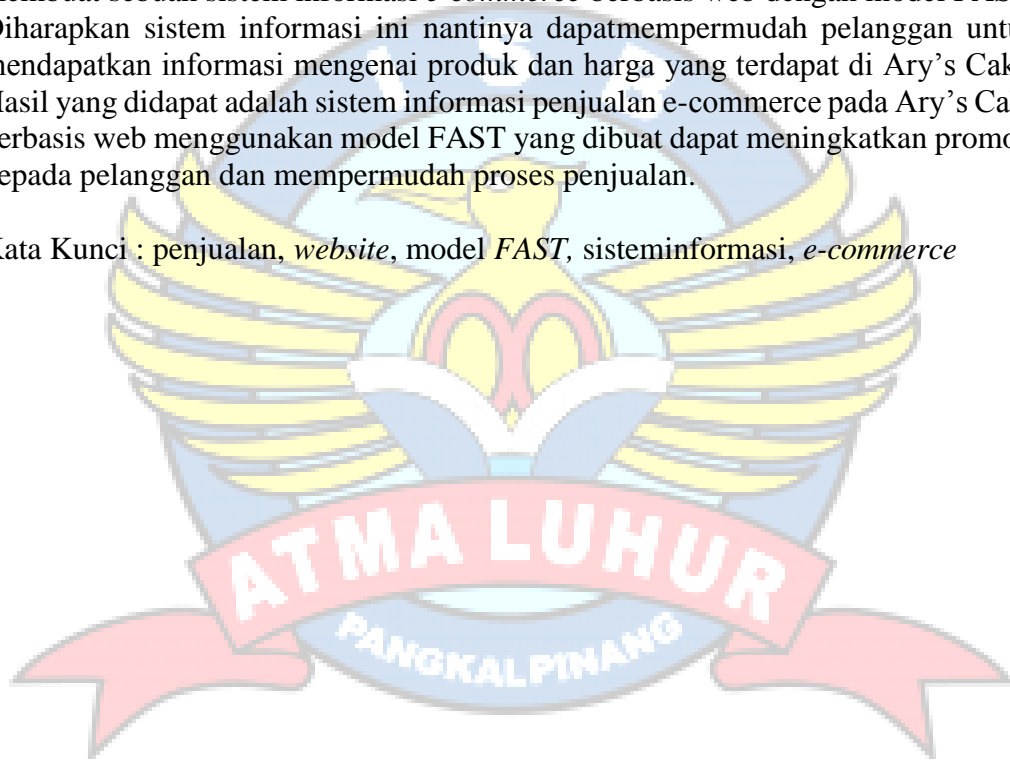 membuat sebuah sistem informasi e-commerce berbasis web dengan model FAS
Diharapkan sistem informasi ini nantinya dapatmempermudah pelanggan untu
mendapatkan informasi mengenai produk dan harga yang terdapat di Ary's Cak
Hasil yang didapat adalah sistem informasi penjualan e-commerce pada Ary's Ca
berbasis web menggunakan model FAST yang dibuat dapat meningkatkan promo
kepada pelanggan dan mempermudah proses penjualan.
Kata Kunci : penjualan, website, model FAST, sisteminformasi, e-commerce
ATMA LUHUR
PANGKALPINANG